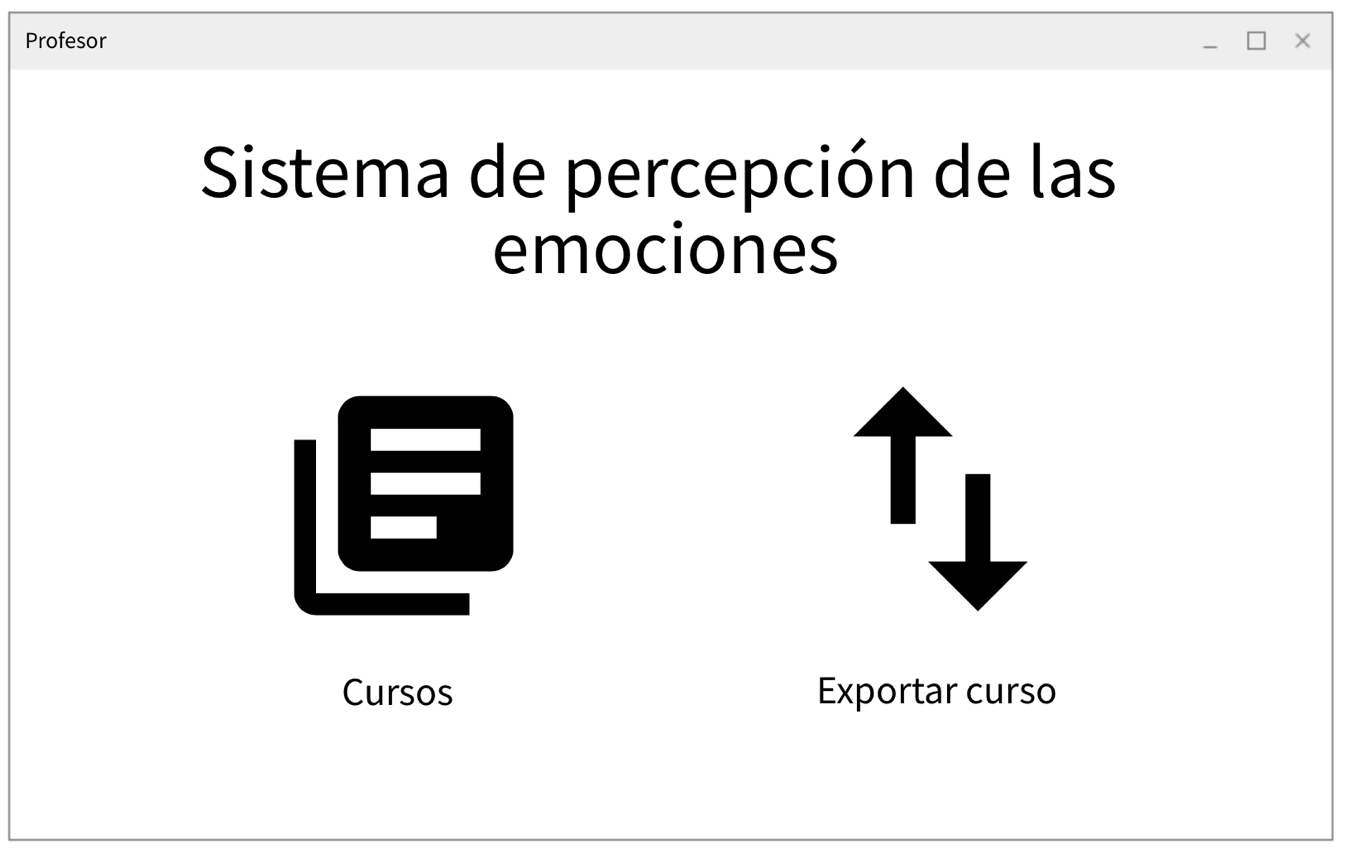 Profesor
Sistema de percepción de las
emociones
Cursos
Exportar curso